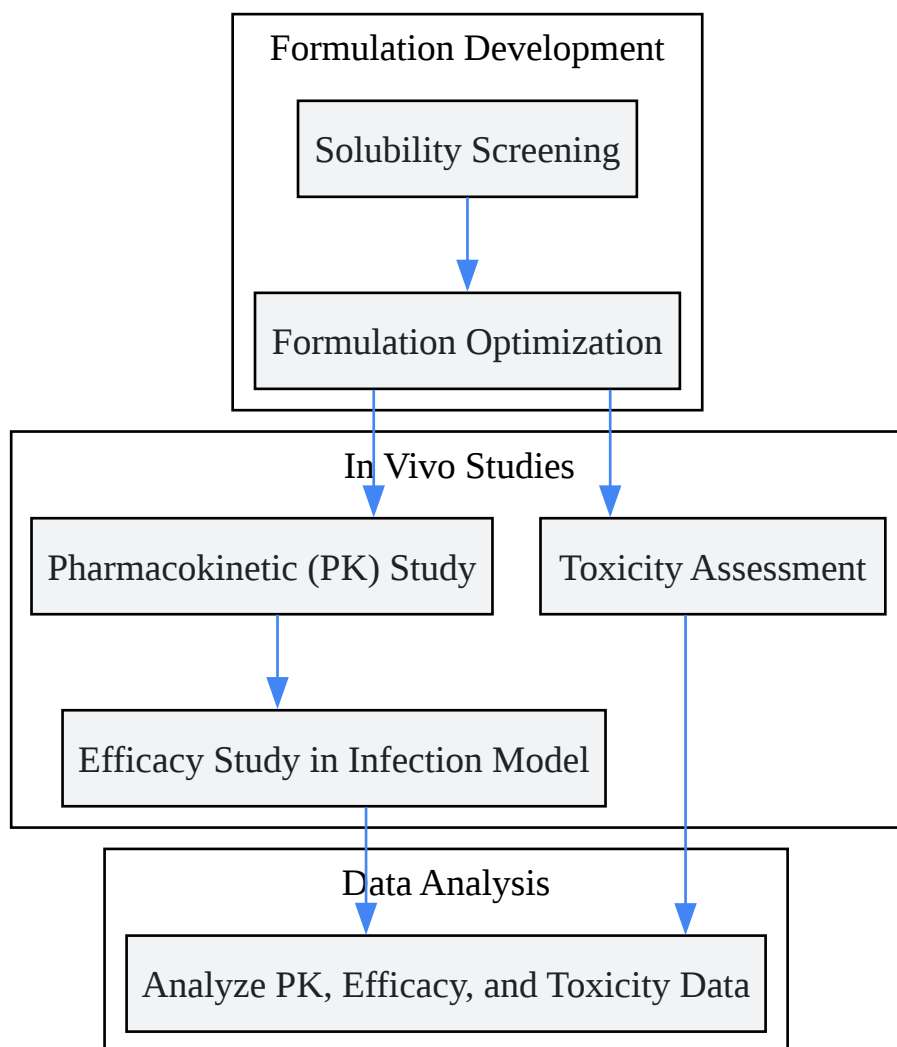 Formulation Development
Solubility Screening
Formulation Optimization
In Vivo Studies
Pharmacokinetic (PK) Study
Toxicity Assessment
Efficacy Study in Infection Model
Data Analysis
Analyze PK, Efficacy, and Toxicity Data